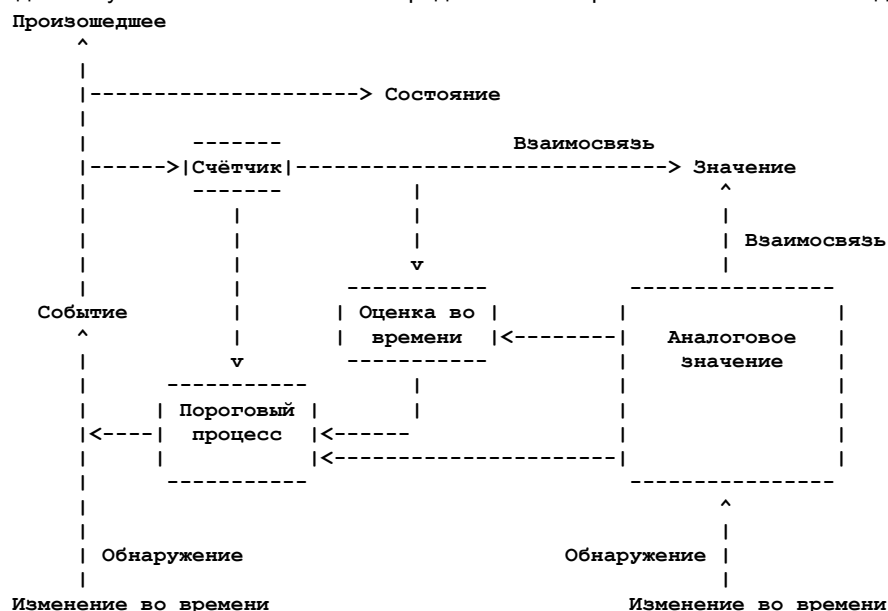 Произошедшее
Состояние
Взаимосвязь
Счётчик
Значение
Взаимосвязь
Событие
Оценка во
времени
Аналоговое
значение
Пороговый
процесс
Обнаружение
Обнаружение
Изменение во времени
Изменение во времени